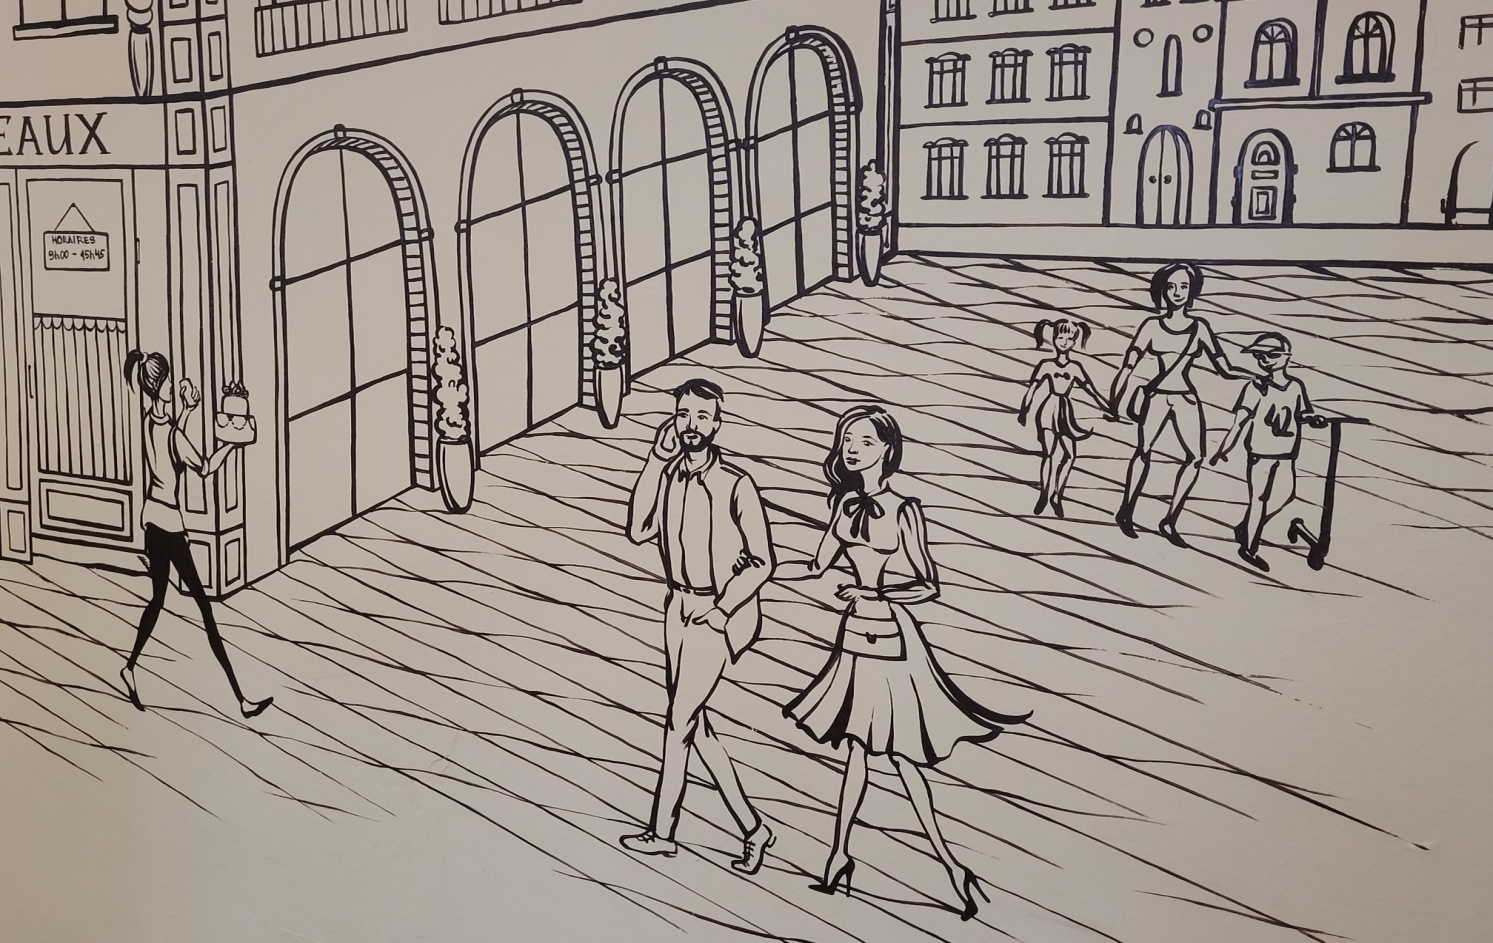 EAUX
HORAIRES
9h00 - 15h45
42